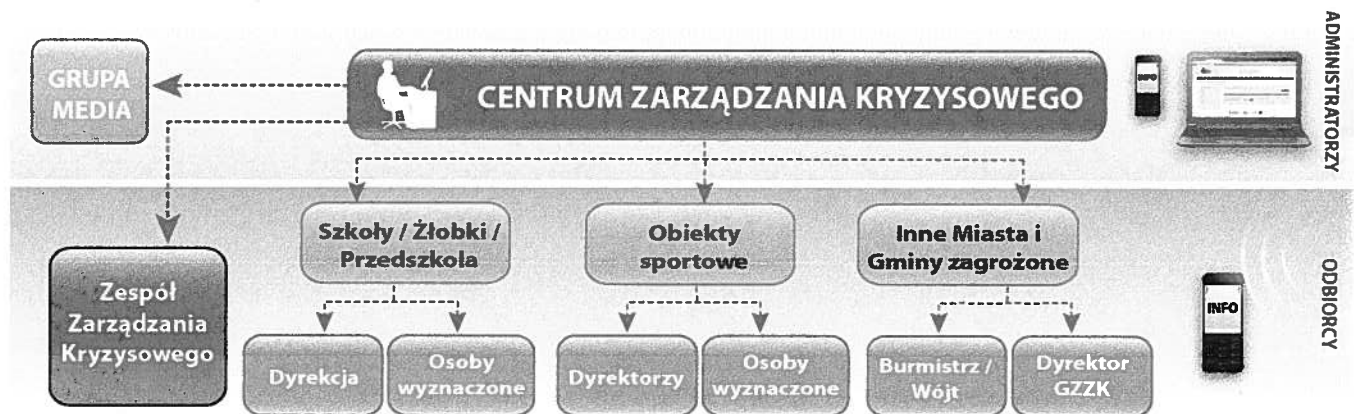 GRUPA
MEDIA
CENTRUM ZARZĄDZANIA KRYZYSOWEGO
INFO
ADMINISTRATORZY
Szkoły / Żłobki /
Przedszkola
Obiekty
sportowe
Inne Miasta i
Gminy zagrożone
Zespół
Zarządzania
Kryzysowego
Dyrekcja
Osoby
wyznaczone
Dyrektorzy
Osoby
wyznaczone
Burmistrz /
Wójt
Dyrektor
GZZK
INFO
ODBIORCY